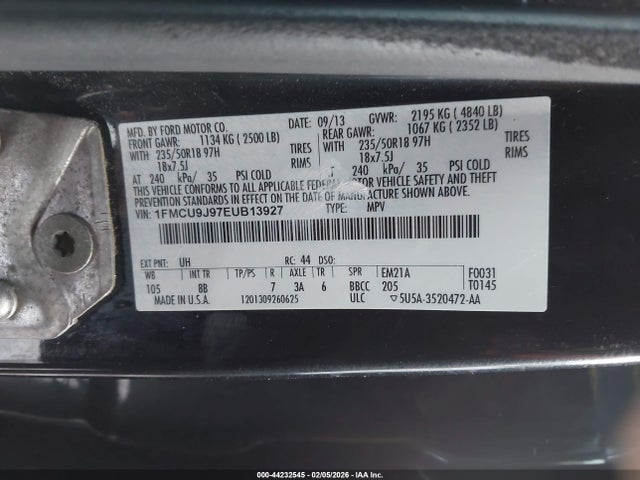 MFD. BY FORD MOTOR CO. DATE: 09/13 GVWR: 2195 KG ( 4840 LB)
FRONT GAWR: 1134 KG ( 2500 LB) REAR GAWR: 1067 KG ( 2352 LB)
WITH 235/50R18 97H TIRES WITH 235/50R18 97H TIRES
18x7.5J RIMS 18x7.5J RIMS
AT 240 kPa/ 35 PSI COLD AT 240 kPa/ 35 PSI COLD
THIS VEHICLE CONFORMS TO ALL APPLICABLE FEDERAL MOTOR VEHICLE SAFETY AND THEFT
PREVENTION STANDARDS IN EFFECT ON THE DATE OF MANUFACTURE SHOWN ABOVE.
VIN: 1FMCU9J97EUB13927 TYPE: MPV
EXT PNT: UH RC: 44 DSO:
WB INT TR TP/PS R AXLE TR SPR EM21A F0031
105 BB 7 3A 6 BBCC 205 T0145
MADE IN U.S.A. 1201309260625 ULC 5U5A-3520472-AA
000-44232545 - 02/05/2026 - IAA Inc.